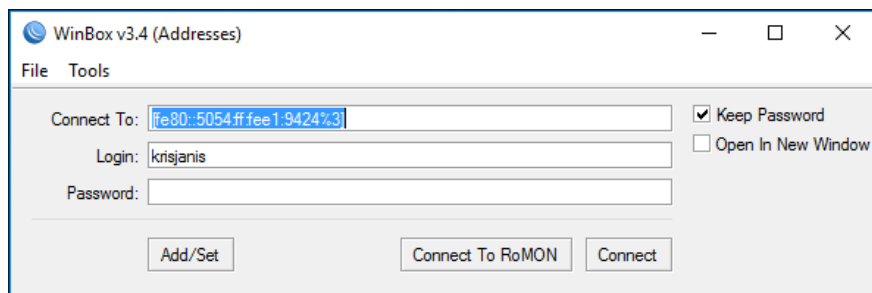 WinBox v3.4 (Addresses)
File Tools
Connect To: [fe80::5054:ff:fee1:9424%3]
Keep Password
Open In New Window
Login: krisjanis
Password:
Add/Set Connect To RoMON Connect